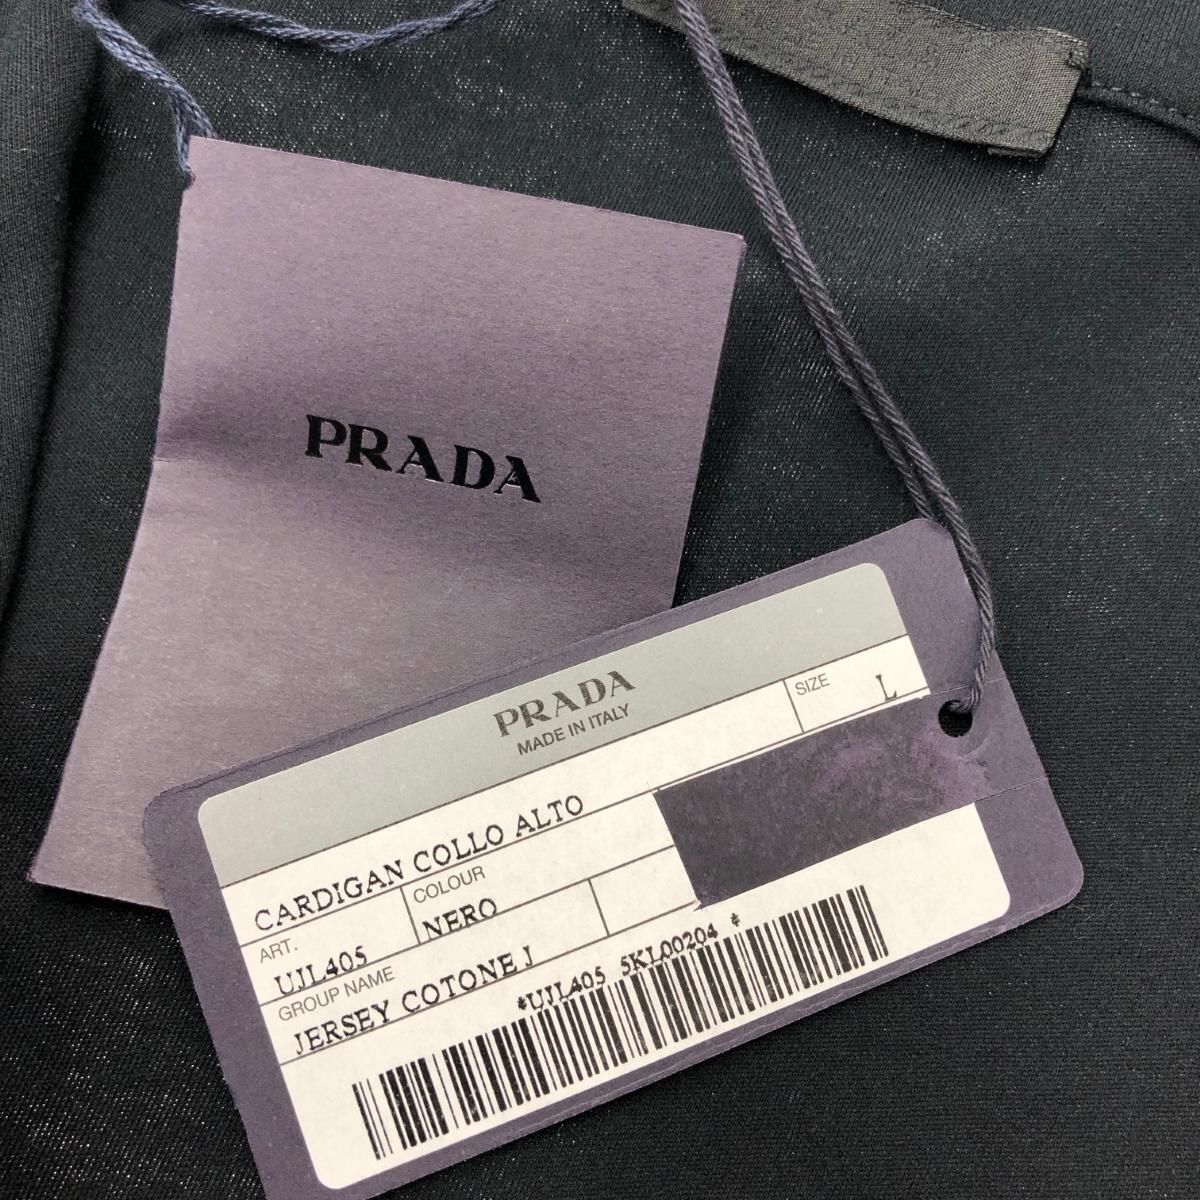 PRADA
PRADA
MADE IN ITALY
SIZE L
CARDIGAN COLLO ALTO
ART. COLOUR
UJL405 NERO
GROUP NAME
JERSEY COTONE J
*UJL405 5KL00204 *